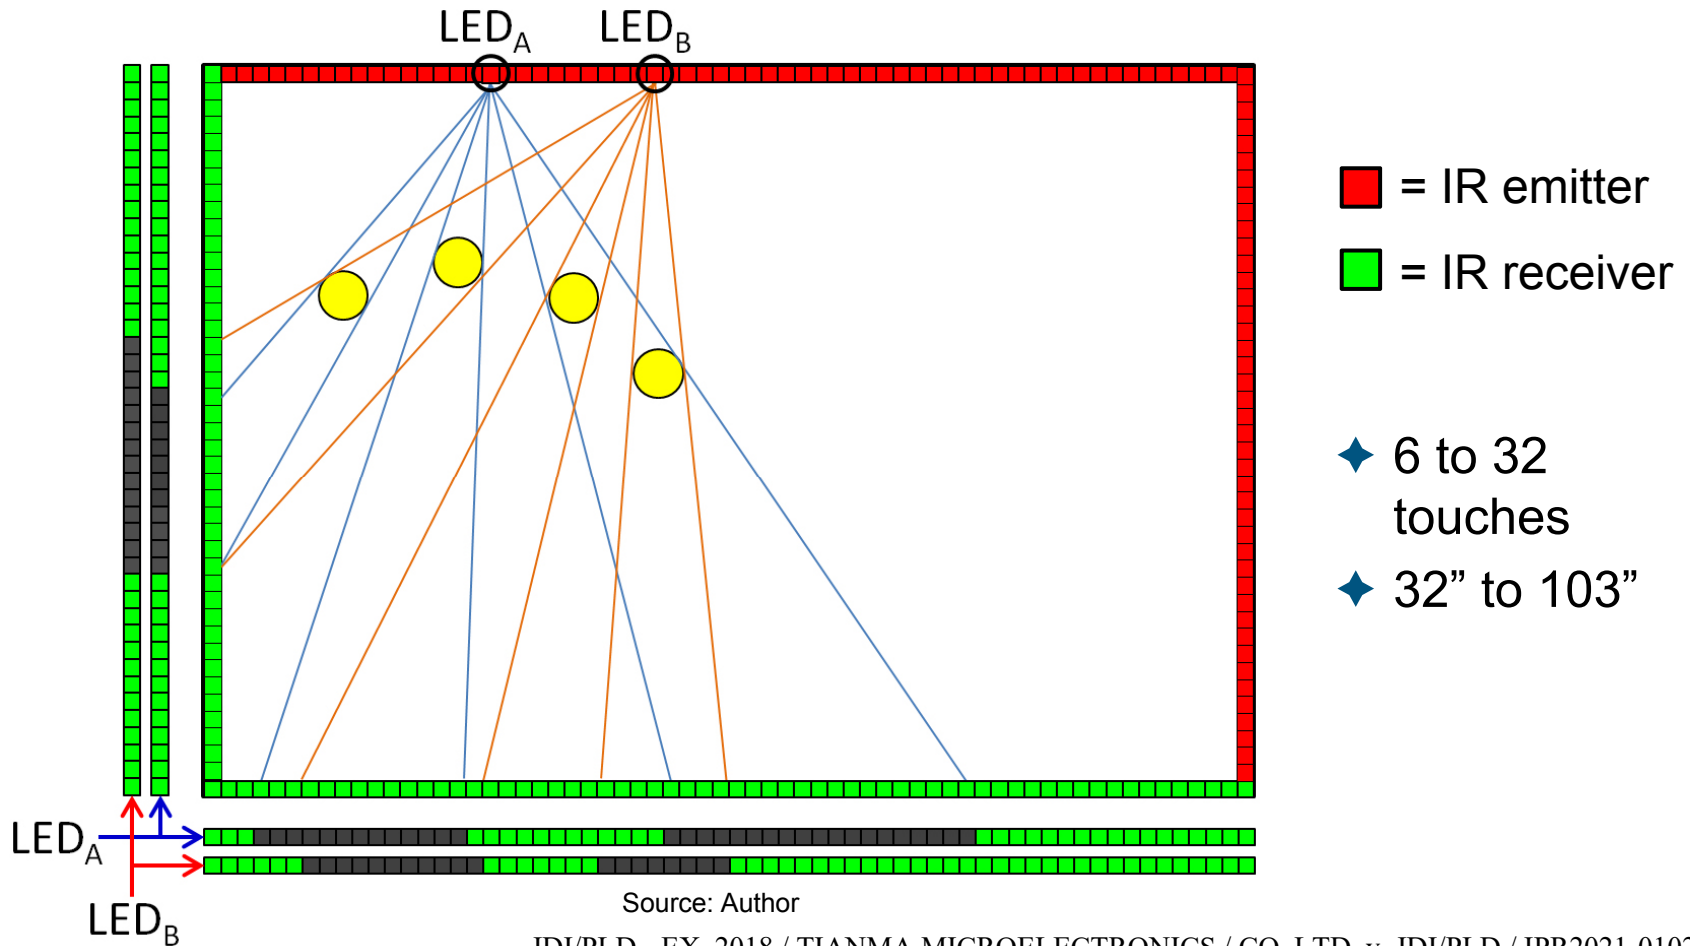 LEDA LEDB
= IR emitter
= IR receiver
6 to 32
touches
32” to 103”
LEDA
LEDB
Source: Author